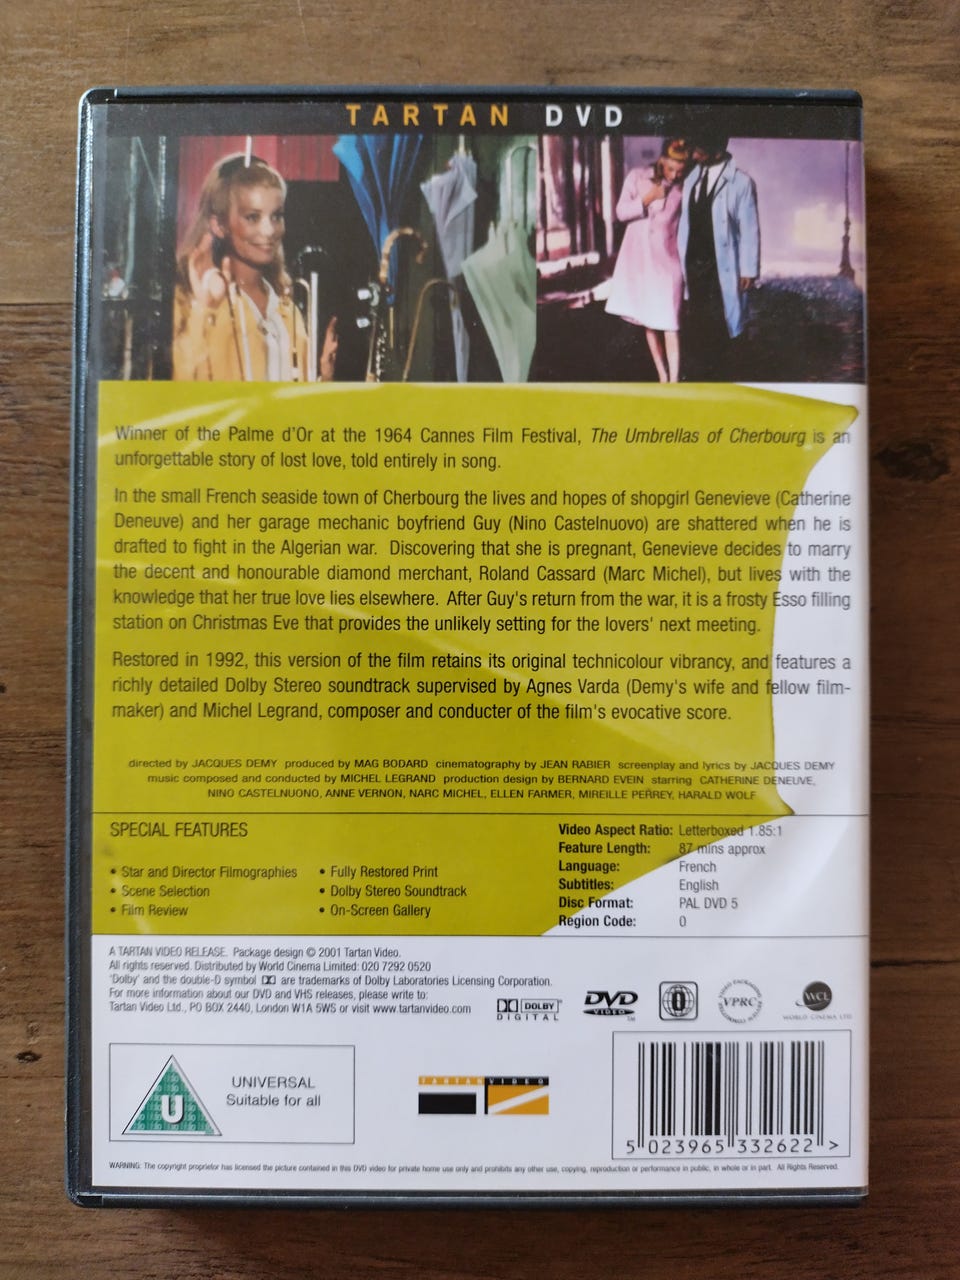 TARTAN DVD
Winner of the Palme d'Or at the 1964 Cannes Film Festival, The Umbrellas of Cherbourg is an
unforgettable story of lost love, told entirely in song.
In the small French seaside town of Cherbourg the lives and hopes of shopgirl Genevieve (Catherine
Deneuve) and her garage mechanic boyfriend Guy (Nino Castelnuovo) are shattered when he is
drafted to fight in the Algerian war. Discovering that she is pregnant, Genevieve decides to marry
the decent and honourable diamond merchant, Roland Cassard (Marc Michel), but lives with the
knowledge that her true love lies elsewhere. After Guy's return from the war, it is a frosty Esso filling
station on Christmas Eve that provides the unlikely setting for the lovers' next meeting.
Restored in 1992, this version of the film retains its original technicolour vibrancy, and features a
richly detailed Dolby Stereo soundtrack supervised by Agnes Varda (Demy's wife and fellow film-
maker) and Michel Legrand, composer and conducter of the film's evocative score.
directed by JACQUES DEMY produced by MAG BODARD cinematography by JEAN RABIER screenplay and lyrics by JACQUES DEMY
music composed and conducted by MICHEL LEGRAND production design by BERNARD EVEIN starring CATHERINE DENEUVE,
NINO CASTELNUONO, ANNE VERNON, NARC MICHEL, ELLEN FARMER, MIREILLE PERREY, HARALD WOLF
SPECIAL FEATURES
• Star and Director Filmographies
• Scene Selection
• Film Review
• Fully Restored Print
• Dolby Stereo Soundtrack
• On-Screen Gallery
Video Aspect Ratio: Letterboxed 1.85:1
Feature Length: 87 mins approx
Language: French
Subtitles: English
Disc Format: PAL DVD 5
Region Code: 0
A TARTAN VIDEO RELEASE. Package design © 2001 Tartan Video.
All rights reserved. Distributed by World Cinema Limited: 020 7292 0520
'Dolby' and the double-D symbol are trademarks of Dolby Laboratories Licensing Corporation.
For more information about our DVD and VHS releases, please write to:
Tartan Video Ltd., PO BOX 2440, London W1A 5WS or visit www.tartanvideo.com
DOLBY
DIGITAL
DVD
VIDEO
TM
0
VPRC
WCL
WORLD CINEMA LTD
U
UNIVERSAL
Suitable for all
TARTAN VIDEO
5 023965 332622 >
WARNING: The copyright proprietor has licensed the picture contained in this DVD video for private home use only and prohibits any other use, copying, reproduction or performance in public, in whole or in part. All Rights Reserved.